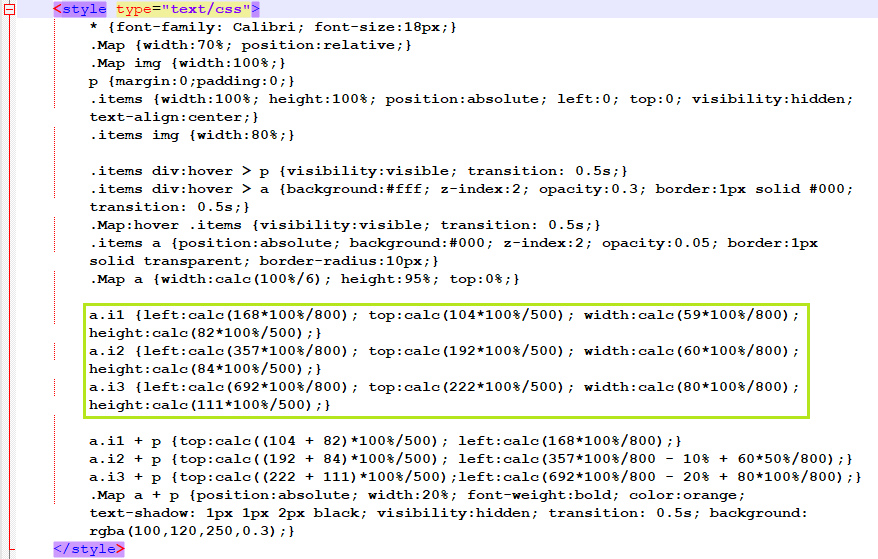 <style type="text/css">
* {font-family: Calibri; font-size:18px;}
.Map {width:70%; position:relative;}
.Map img {width:100%;}
p {margin:0;padding:0;}
.items {width:100%; height:100%; position:absolute; left:0; top:0; visibility:hidden;
text-align:center;}
.items img {width:80%;}
.items div:hover > p {visibility:visible; transition: 0.5s;}
.items div:hover > a {background:#fff; z-index:2; opacity:0.3; border:1px solid #000;
transition: 0.5s;}
.Map:hover .items {visibility:visible; transition: 0.5s;}
.items a {position:absolute; background:#000; z-index:2; opacity:0.05; border:1px
solid transparent; border-radius:10px;}
.Map a {width:calc(100%/6); height:95%; top:0%;}
a.i1 {left:calc(168*100%/800); top:calc(104*100%/500); width:calc(59*100%/800);
height:calc(82*100%/500);}
a.i2 {left:calc(357*100%/800); top:calc(192*100%/500); width:calc(60*100%/800);
height:calc(84*100%/500);}
a.i3 {left:calc(692*100%/800); top:calc(222*100%/500); width:calc(80*100%/800);
height:calc(111*100%/500);}
a.i1 + p {top:calc((104 + 82)*100%/500); left:calc(168*100%/800);}
a.i2 + p {top:calc((192 + 84)*100%/500); left:calc(357*100%/800 - 10% + 60*50%/800);}
a.i3 + p {top:calc((222 + 111)*100%/500);left:calc(692*100%/800 - 20% + 80*100%/800);}
.Map a + p {position:absolute; width:20%; font-weight:bold; color:orange;
text-shadow: 1px 1px 2px black; visibility:hidden; transition: 0.5s; background:
rgba(100,120,250,0.3);}
</style>